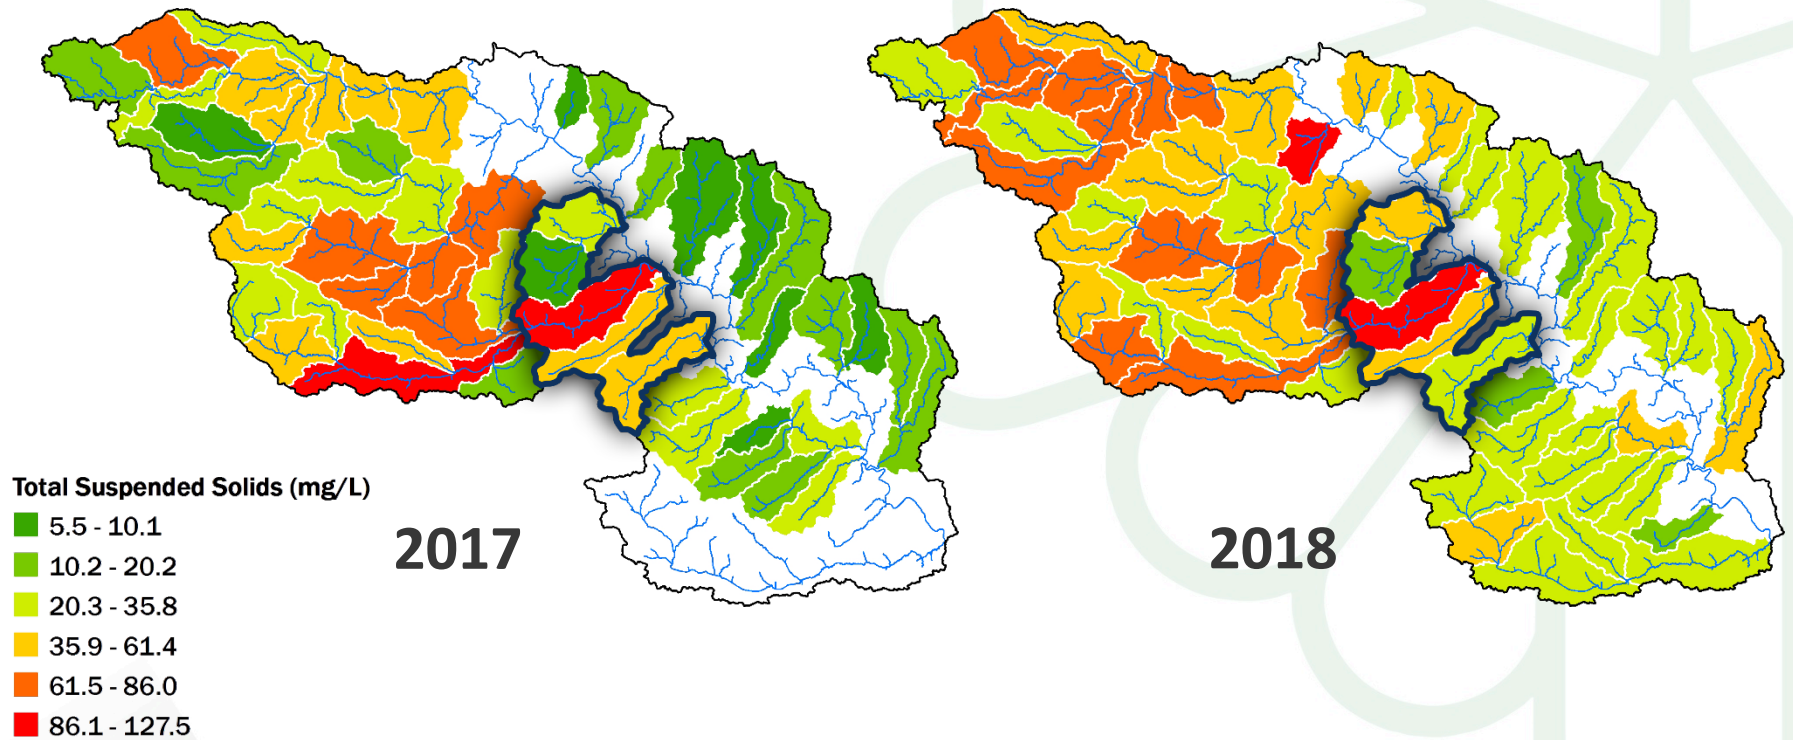 Total Suspended Solids (mg/L)
5.5 - 10.1
10.2 - 20.2
20.3 - 35.8
35.9 - 61.4
61.5 - 86.0
86.1 - 127.5
2017
2018